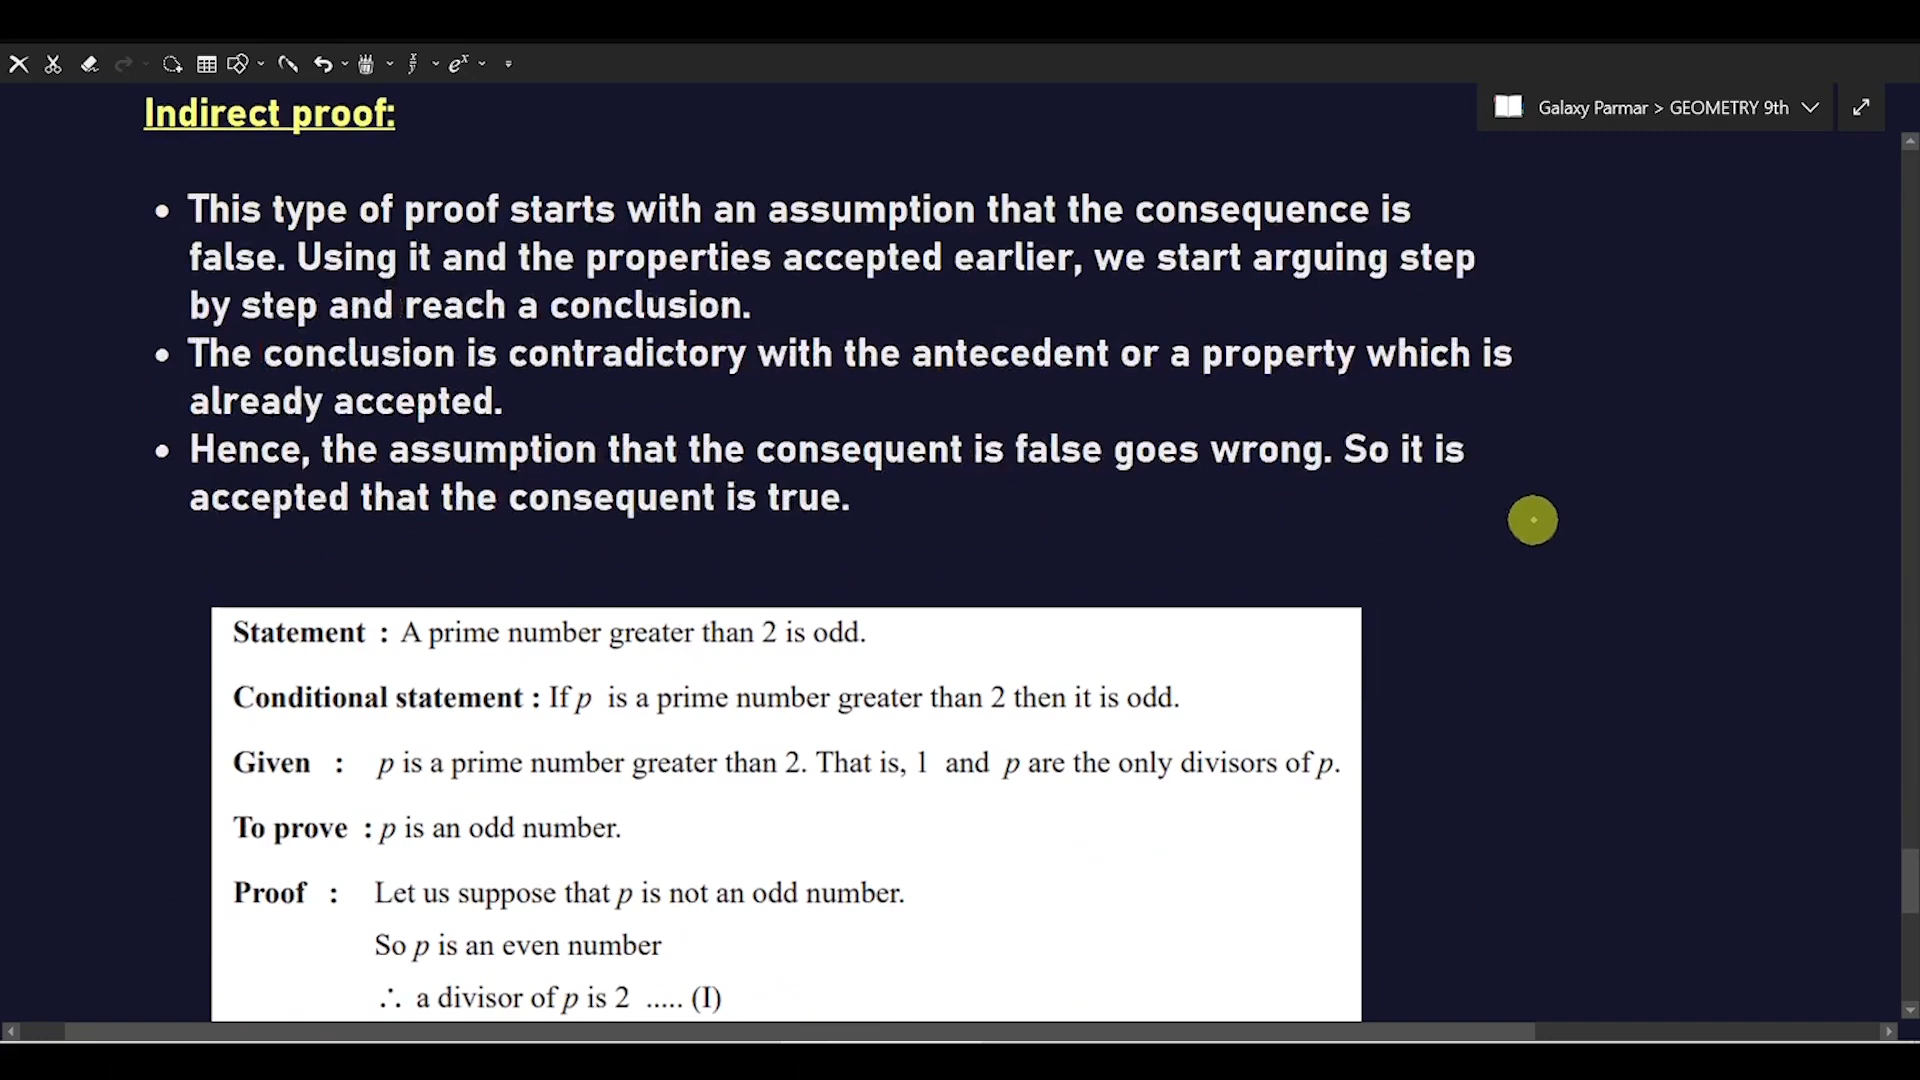 Indirect proof:
Galaxy Parmar > GEOMETRY 9th
• This type of proof starts with an assumption that the consequence is
false. Using it and the properties accepted earlier, we start arguing step
by step and reach a conclusion.
• The conclusion is contradictory with the antecedent or a property which is
already accepted.
• Hence, the assumption that the consequent is false goes wrong. So it is
accepted that the consequent is true.
Statement : A prime number greater than 2 is odd.
Conditional statement : If p is a prime number greater than 2 then it is odd.
Given : p is a prime number greater than 2. That is, 1 and p are the only divisors of p.
To prove : p is an odd number.
Proof : Let us suppose that p is not an odd number.
So p is an even number
∴ a divisor of p is 2 ..... (I)